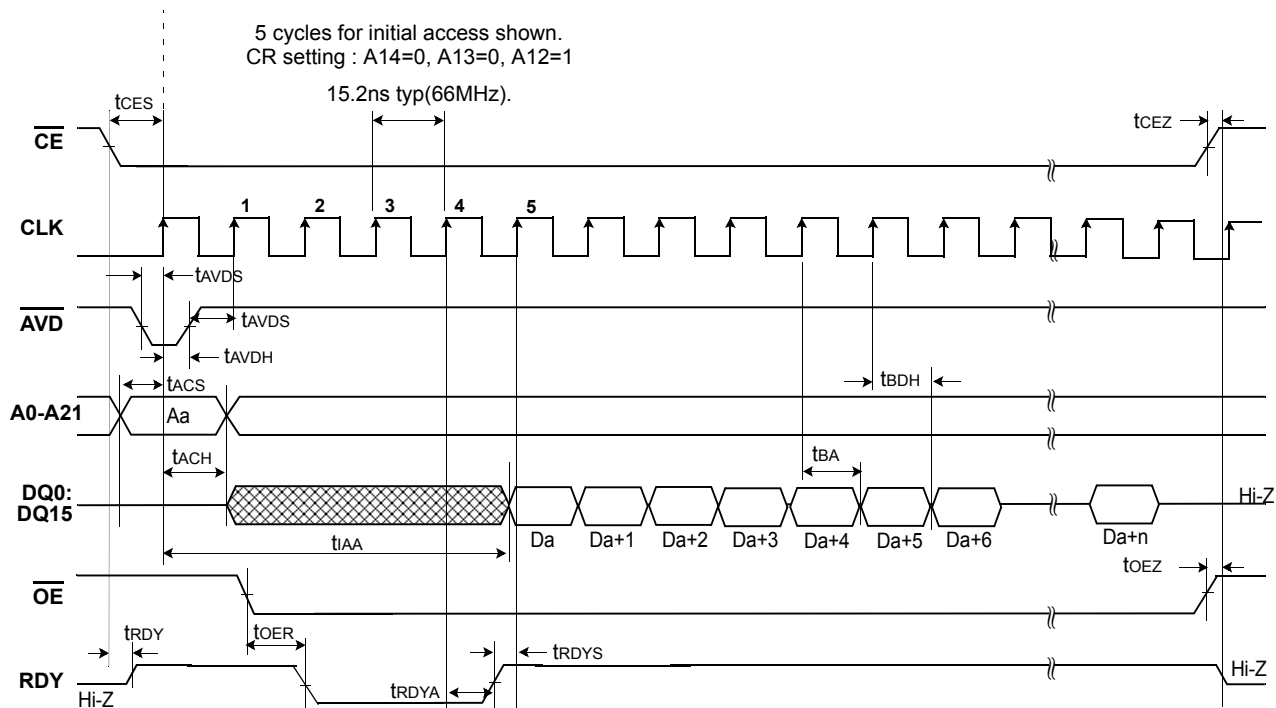 5 cycles for initial access shown.
CR setting : A14=0, A13=0, A12=1
15.2ns typ(66MHz).
tCES
tCEZ
CE
CLK
1 2 3 4 5
tAVDS
AVD
tAVDS
tAVDH
tBDH
tACS
A0-A21
Aa
tACH
tBA
DQ0:
DQ15
Hi-Z
Da Da+1 Da+2 Da+3 Da+4 Da+5 Da+6 Da+n
tIAA
tOEZ
OE
tRDY
tOER
tRDYS
RDY
Hi-Z
tRDYA
Hi-Z